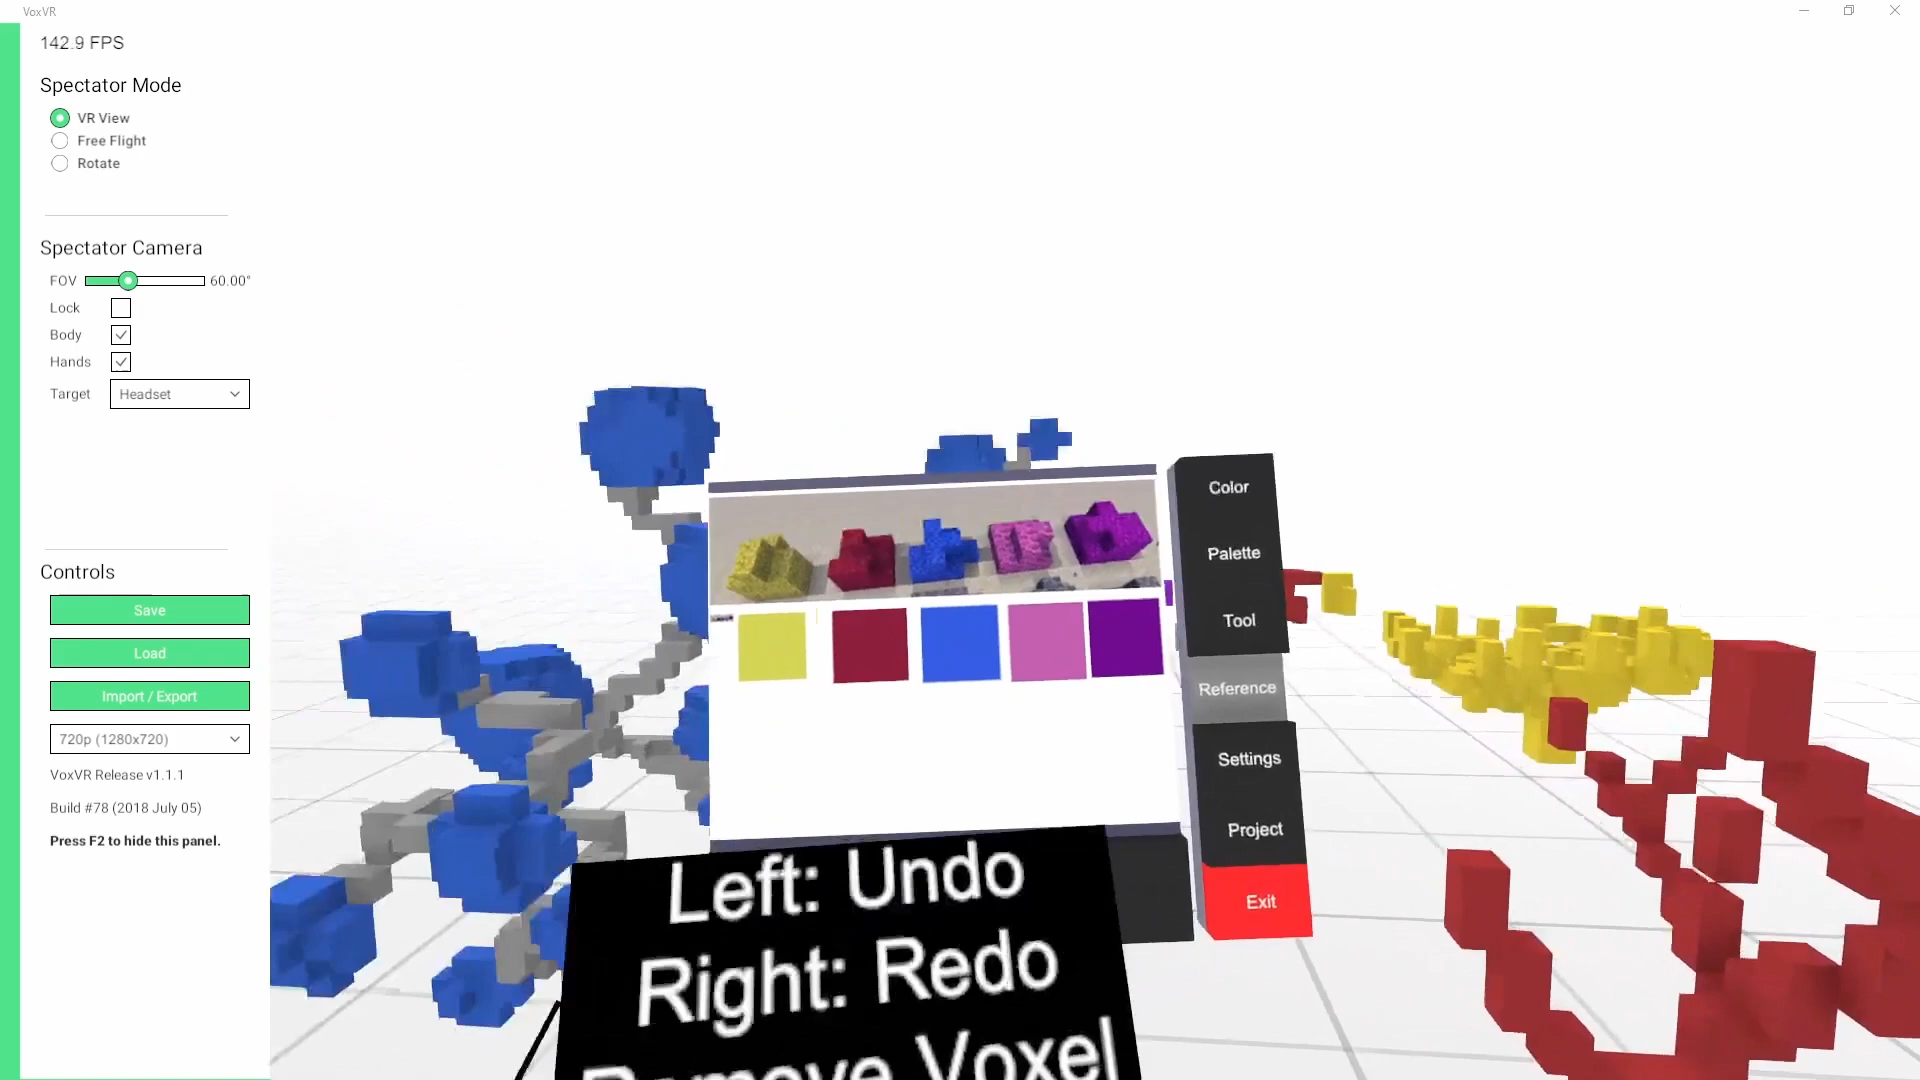 VoxVR
142.9 FPS
Spectator Mode
VR View
Free Flight
Rotate
Spectator Camera
FOV 60.00°
Lock
Body
Hands
Target Headset
Controls
Save
Load
Import / Export
720p (1280x720)
VoxVR Release v1.1.1
Build #78 (2018 July 05)
Press F2 to hide this panel.
Color
Palette
Tool
Reference
Settings
Project
Exit
Left: Undo
Right: Redo
Remove Voxel